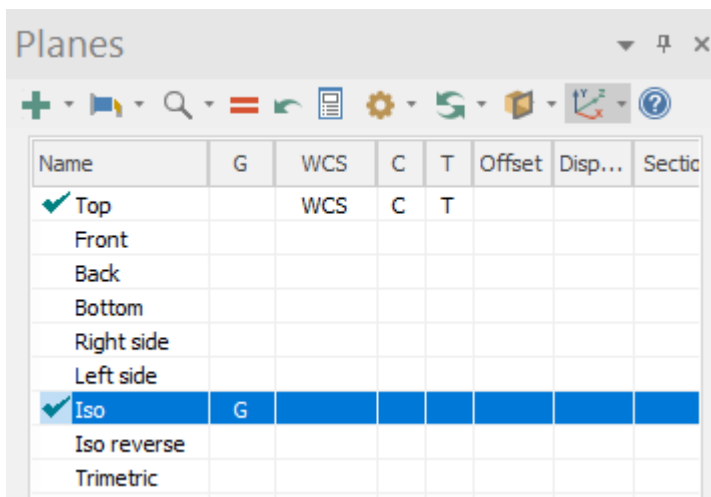 Planes
Name G WCS C T Offset Disp... Sectio
Top WCS C T
Front
Back
Bottom
Right side
Left side
Iso G
Iso reverse
Trimetric